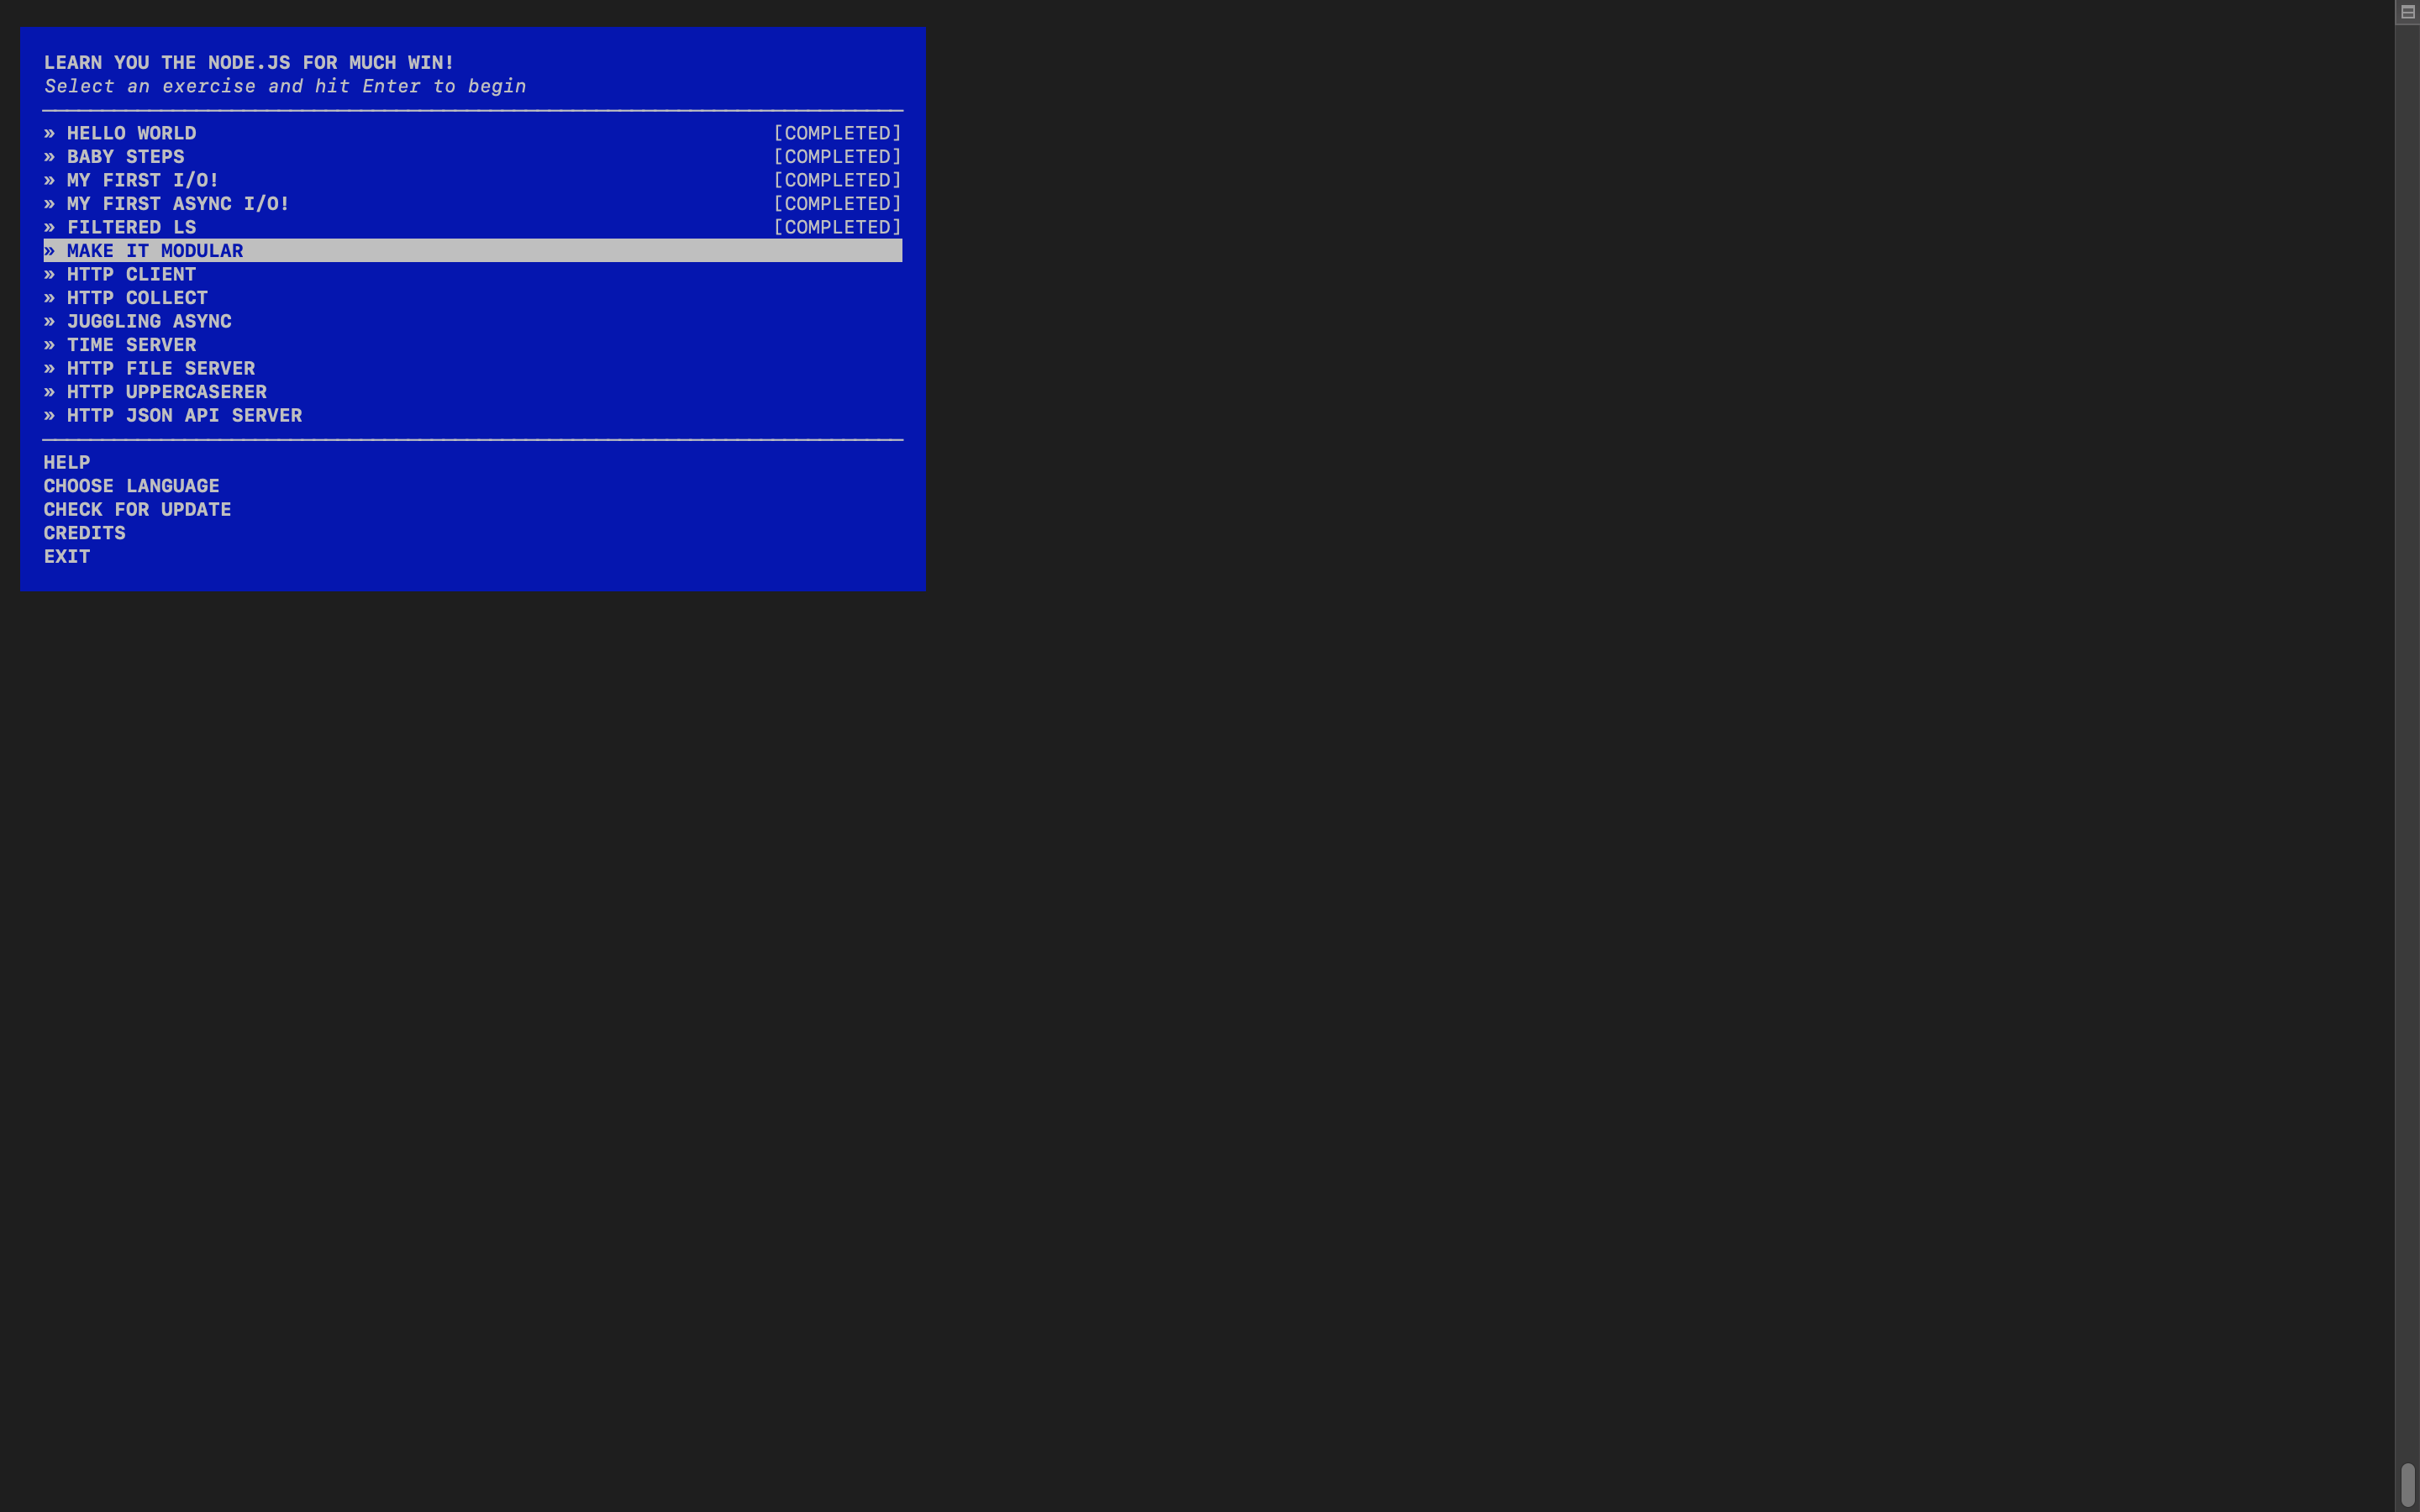 LEARN YOU THE NODE.JS FOR MUCH WIN!
Select an exercise and hit Enter to begin
» HELLO WORLD [COMPLETED]
» BABY STEPS [COMPLETED]
» MY FIRST I/O! [COMPLETED]
» MY FIRST ASYNC I/O! [COMPLETED]
» FILTERED LS [COMPLETED]
» MAKE IT MODULAR
» HTTP CLIENT
» HTTP COLLECT
» JUGGLING ASYNC
» TIME SERVER
» HTTP FILE SERVER
» HTTP UPPERCASERER
» HTTP JSON API SERVER
HELP
CHOOSE LANGUAGE
CHECK FOR UPDATE
CREDITS
EXIT